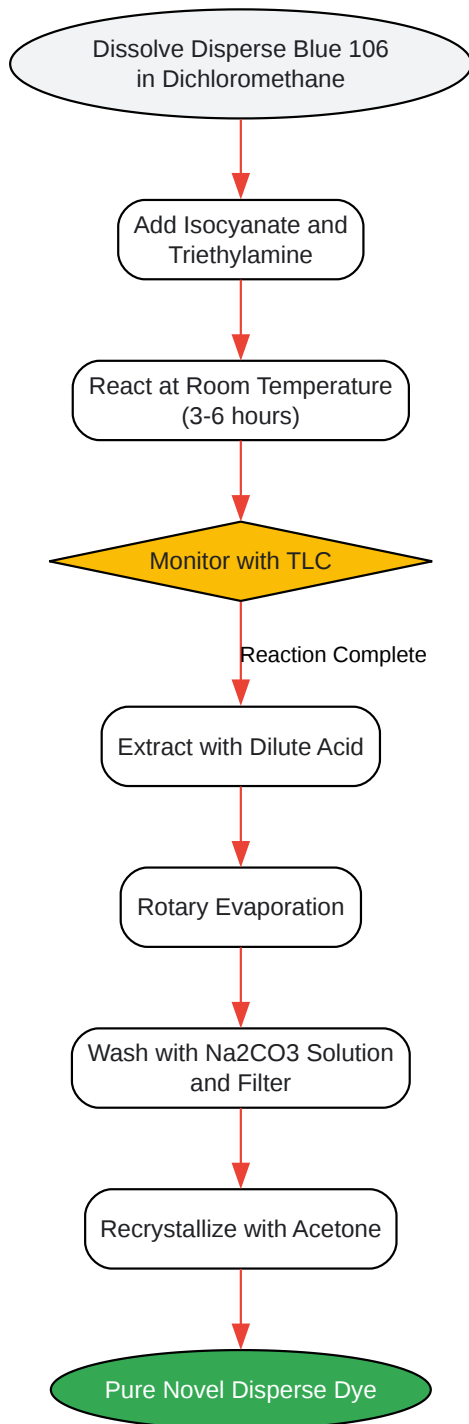 Dissolve Disperse Blue 106
in Dichloromethane
Add Isocyanate and
Triethylamine
React at Room Temperature
(3-6 hours)
Monitor with TLC
Reaction Complete
Extract with Dilute Acid
Rotary Evaporation
Wash with Na2CO3 Solution
and Filter
Recrystallize with Acetone
Pure Novel Disperse Dye